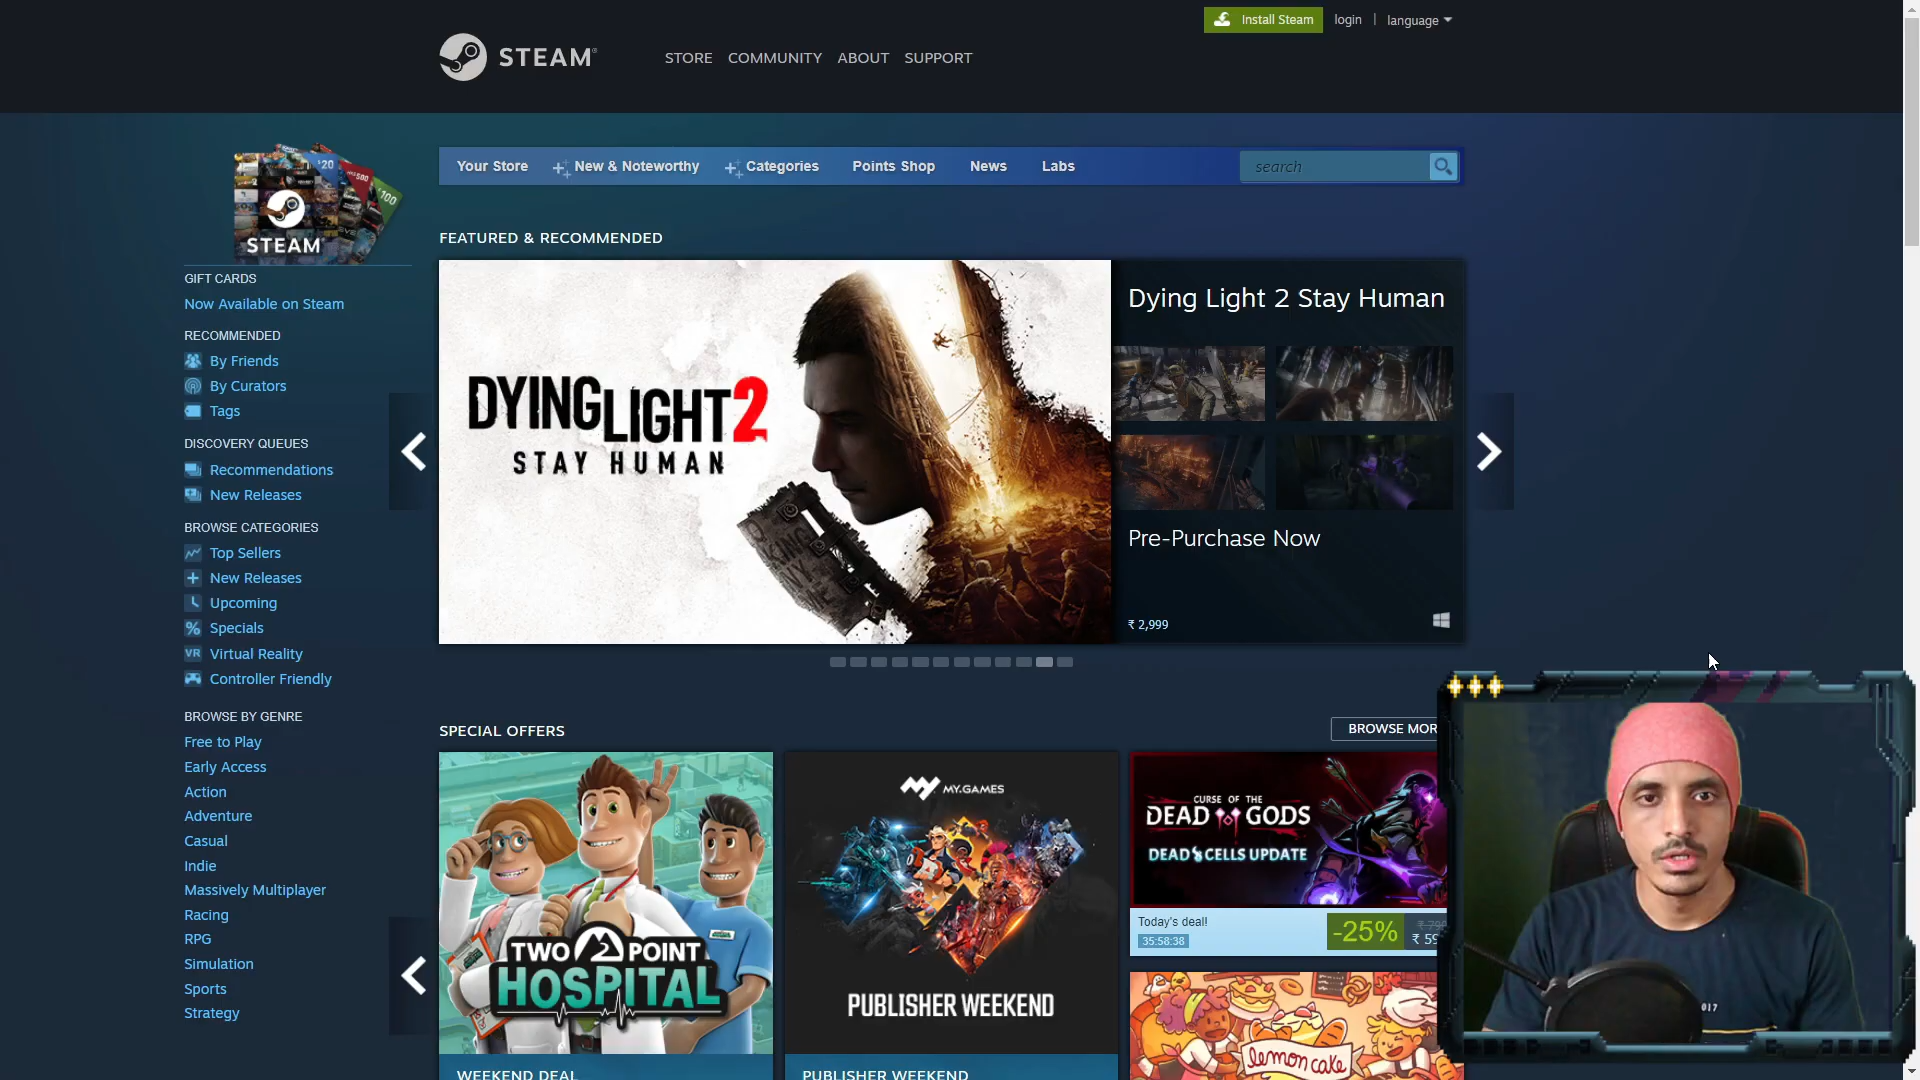 Install Steam
login
language
STEAM®
STORE
COMMUNITY
ABOUT
SUPPORT
$20
$100
STEAM
GIFT CARDS
Now Available on Steam
RECOMMENDED
By Friends
By Curators
Tags
DISCOVERY QUEUES
Recommendations
New Releases
BROWSE CATEGORIES
Top Sellers
New Releases
Upcoming
Specials
VR Virtual Reality
Controller Friendly
BROWSE BY GENRE
Free to Play
Early Access
Action
Adventure
Casual
Indie
Massively Multiplayer
Racing
RPG
Simulation
Sports
Strategy
Your Store
New & Noteworthy
Categories
Points Shop
News
Labs
search
FEATURED & RECOMMENDED
DYING LIGHT 2
STAY HUMAN
Dying Light 2 Stay Human
Pre-Purchase Now
₹ 2,999
SPECIAL OFFERS
BROWSE MOR
TWO POINT
HOSPITAL
WEEKEND DEAL
MY.GAMES
PUBLISHER WEEKEND
PUBLISHER WEEKEND
CURSE OF THE
DEAD GODS
DEAD CELLS UPDATE
Today's deal!
35:58:38
-25%
₹ 59
lemon cake
017